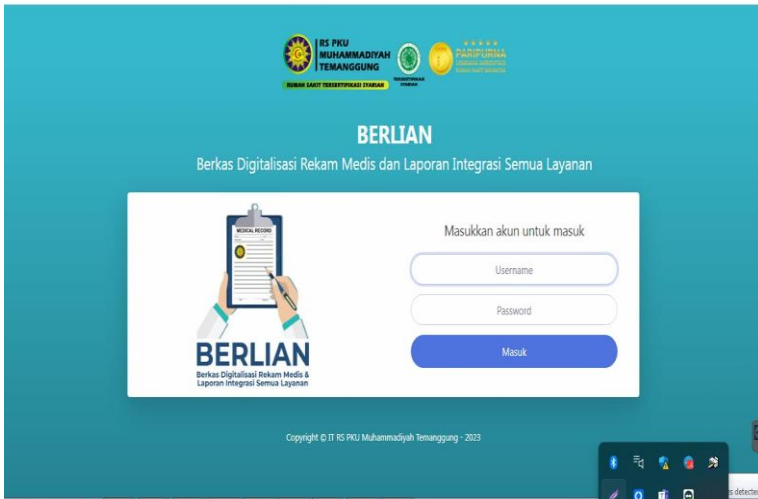 RS PKU
MUHAMMADIYAH
TEMANGGUNG
RUMAH SAKIT TERSERTIFIKASI SYARIAH
TERSERTIFIKASI
SYARIAH
PARIPURNA
BERLIAN
Berkas Digitalisasi Rekam Medis dan Laporan Integrasi Semua Layanan
MEDICAL RECORD
BERLIAN
Berkas Digitalisasi Rekam Medis &
Laporan Integrasi Semua Layanan
Masukkan akun untuk masuk
Username
Password
Masuk
Copyright © IT RS PKU Muhammadiyah Temanggung - 2023